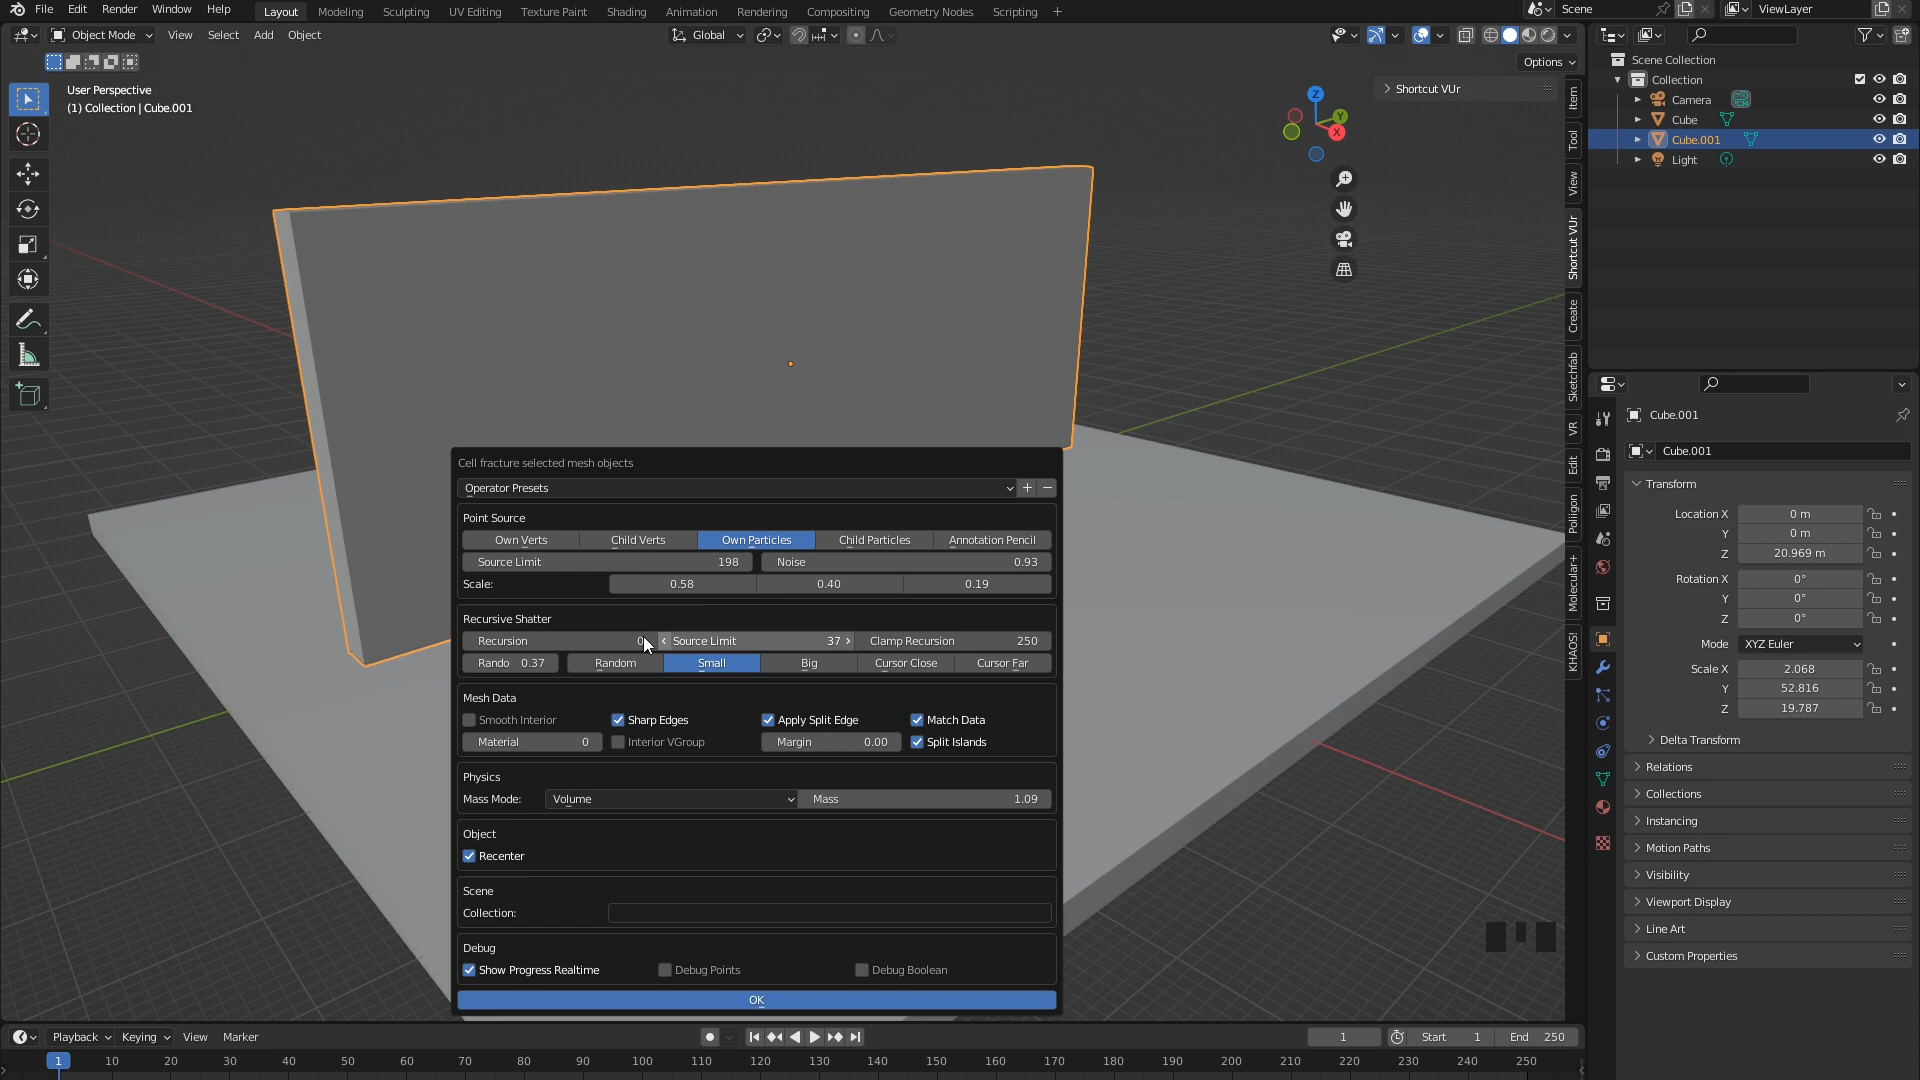 File Edit Render Window Help Layout Modeling Sculpting UV Editing Texture Paint Shading Animation Rendering Compositing Geometry Nodes Scripting + Scene ViewLayer
Object Mode View Select Add Object Global
Options
User Perspective
(1) Collection | Cube.001
Shortcut VUr
Z
Y
X
Item
Tool
View
Shortcut VUr
Create
Sketchfab
VR
Edit
Poliigon
Molecular+
KHAOS!
Scene Collection
Collection
Camera
Cube
Cube.001
Light
Cube.001
Cube.001
Transform
Location X 0 m
Y 0 m
Z 20.969 m
Rotation X 0°
Y 0°
Z 0°
Mode XYZ Euler
Scale X 2.068
Y 52.816
Z 19.787
Delta Transform
Relations
Collections
Instancing
Motion Paths
Visibility
Viewport Display
Line Art
Custom Properties
Cell fracture selected mesh objects
Operator Presets
Point Source
Own Verts Child Verts Own Particles Child Particles Annotation Pencil
Source Limit 198 Noise 0.93
Scale: 0.58 0.40 0.19
Recursive Shatter
Recursion 0 Source Limit 37 Clamp Recursion 250
Rando 0.37 Random Small Big Cursor Close Cursor Far
Mesh Data
Smooth Interior Sharp Edges Apply Split Edge Match Data
Material 0 Interior VGroup Margin 0.00 Split Islands
Physics
Mass Mode: Volume Mass 1.09
Object
Recenter
Scene
Collection:
Debug
Show Progress Realtime Debug Points Debug Boolean
OK
Playback Keying View Marker 1 Start 1 End 250
1 10 20 30 40 50 60 70 80 90 100 110 120 130 140 150 160 170 180 190 200 210 220 230 240 250